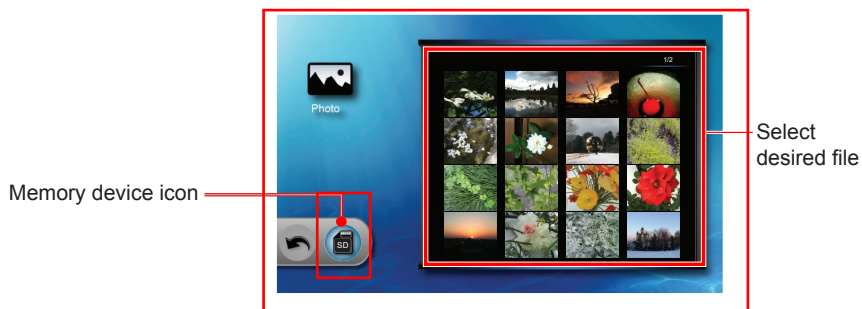 1/2
Photo
Select
desired file
Memory device icon
SD